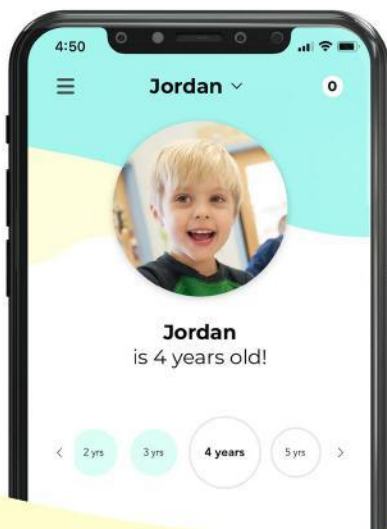 4:50
Jordan
0
Jordan
is 4 years old!
2 yrs 3 yrs 4 years 5 yrs